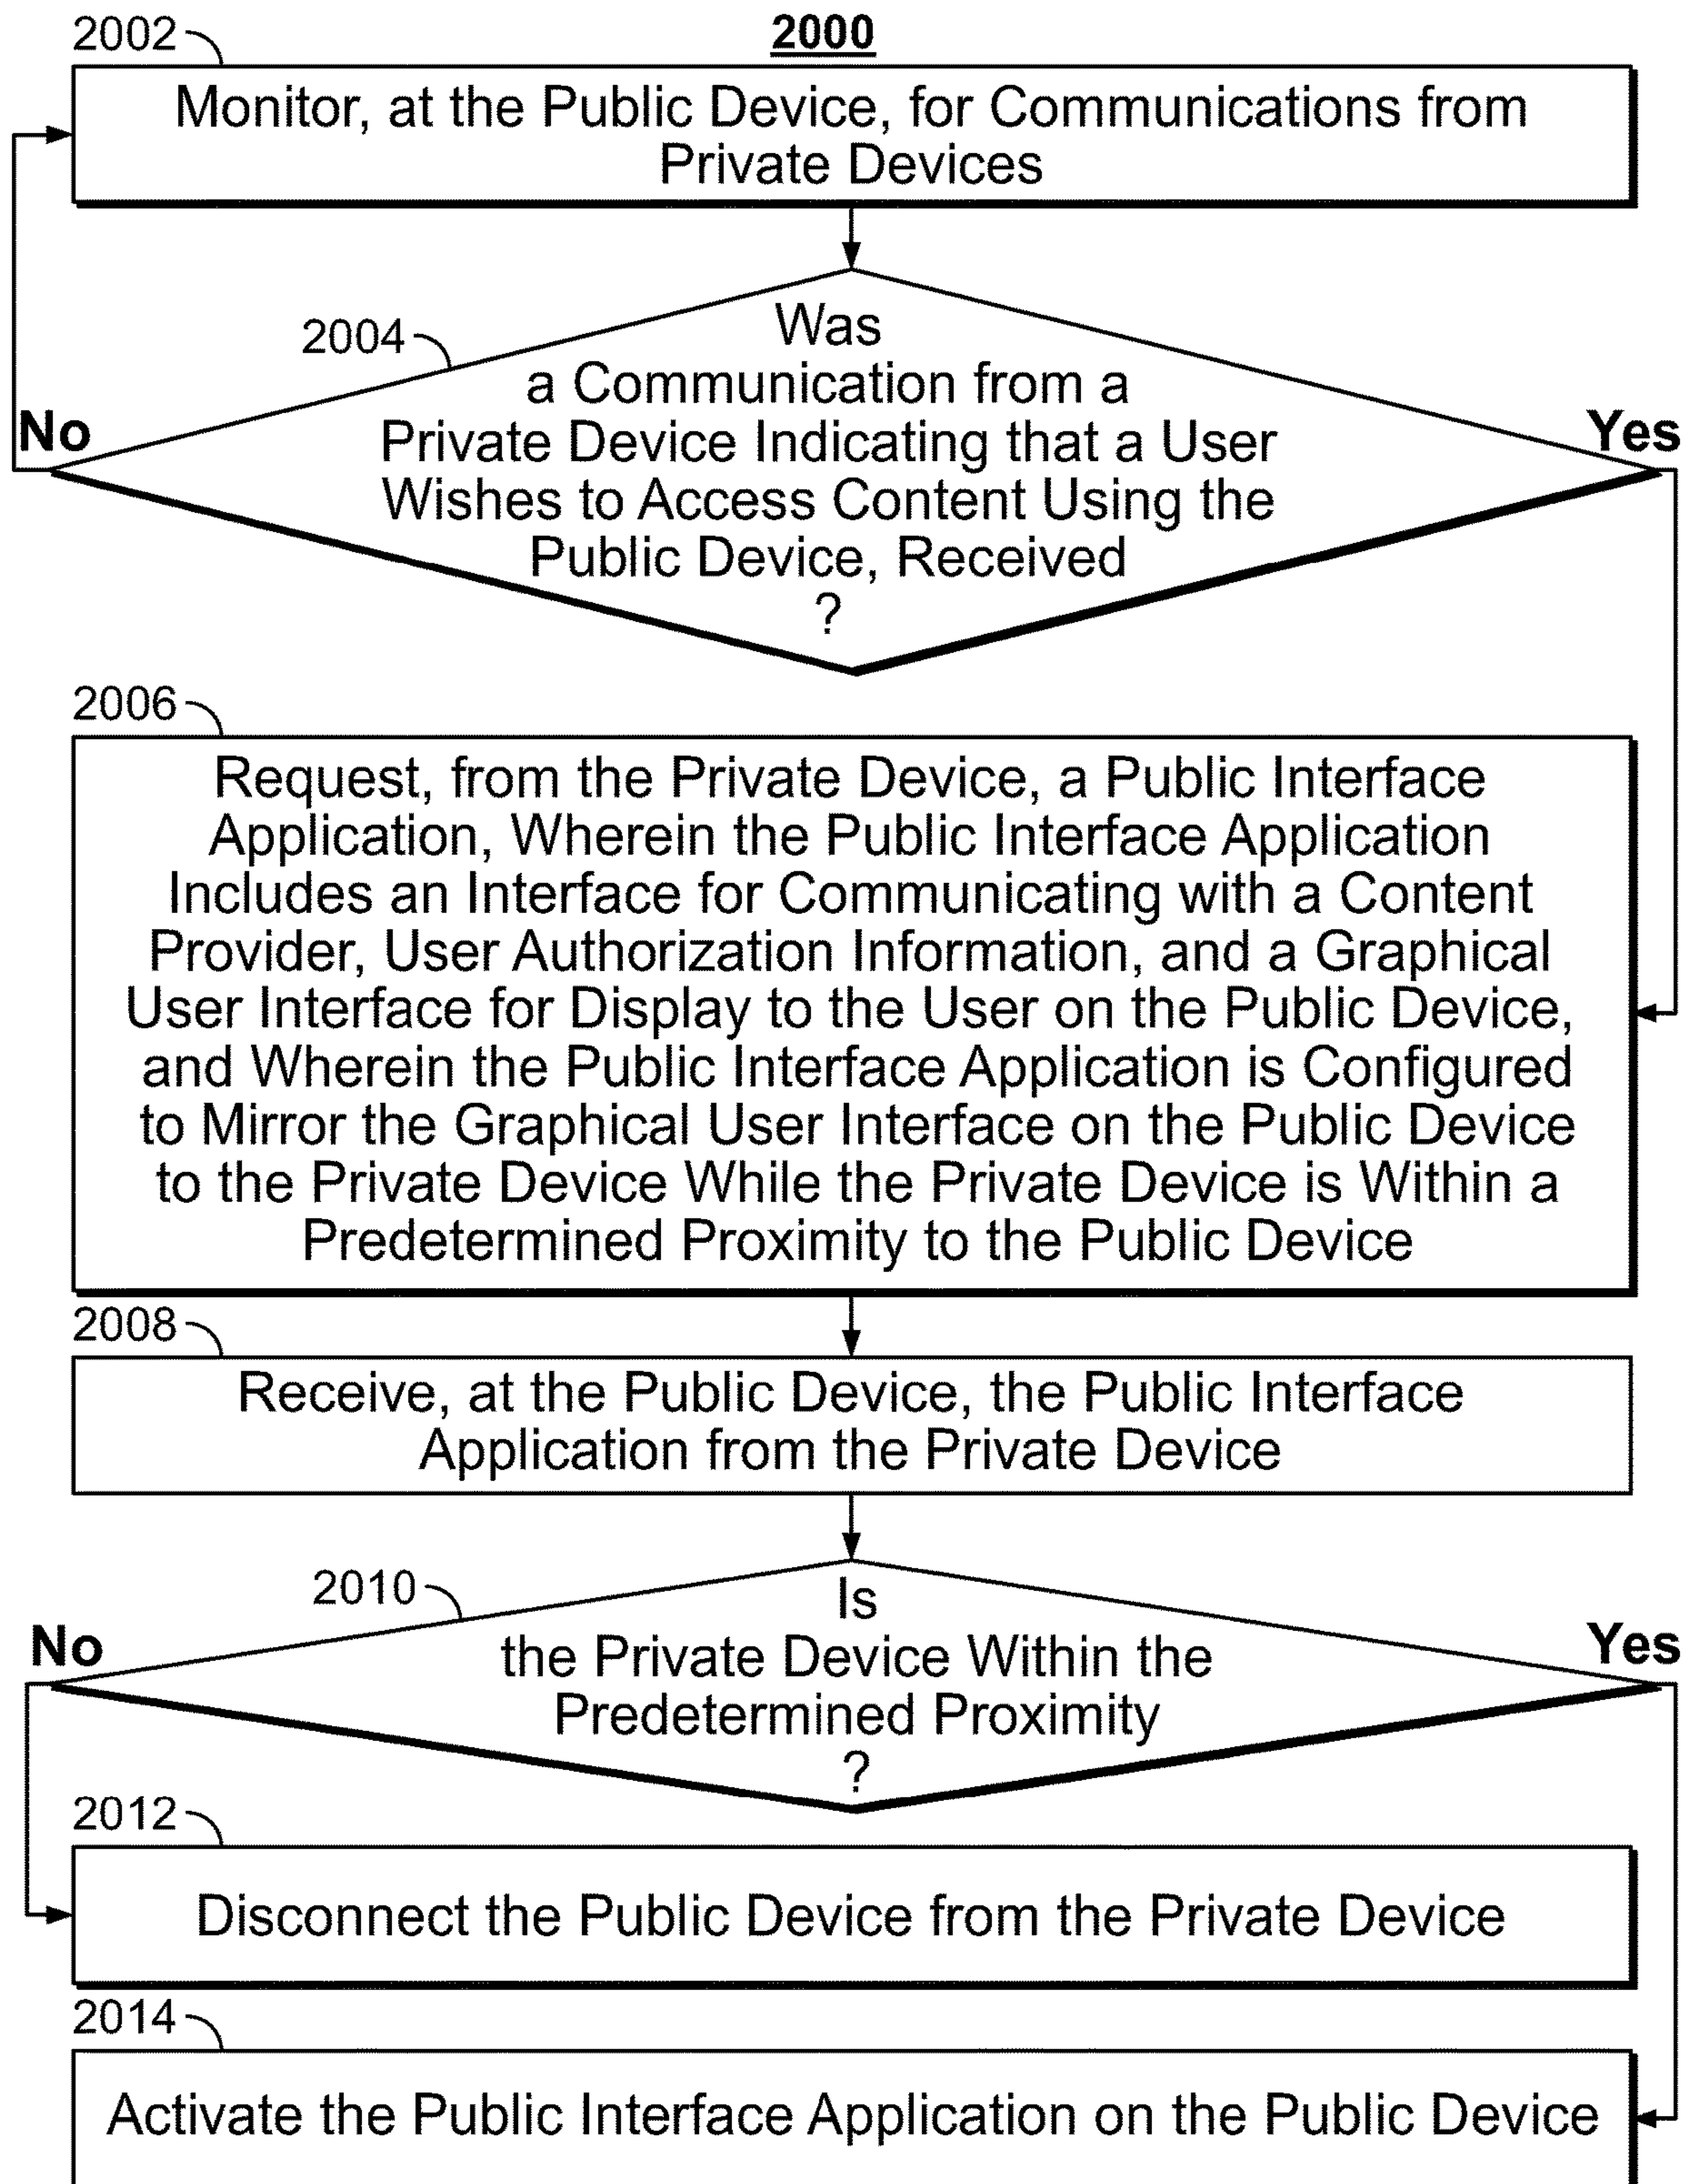 2000
2002
Monitor, at the Public Device, for Communications from
Private Devices
2004
Was
a Communication from a
Private Device Indicating that a User
Wishes to Access Content Using the
Public Device, Received
?
No
Yes
2006
Request, from the Private Device, a Public Interface
Application, Wherein the Public Interface Application
Includes an Interface for Communicating with a Content
Provider, User Authorization Information, and a Graphical
User Interface for Display to the User on the Public Device,
and Wherein the Public Interface Application is Configured
to Mirror the Graphical User Interface on the Public Device
to the Private Device While the Private Device is Within a
Predetermined Proximity to the Public Device
2008
Receive, at the Public Device, the Public Interface
Application from the Private Device
2010
Is
the Private Device Within the
Predetermined Proximity
?
No
Yes
2012
Disconnect the Public Device from the Private Device
2014
Activate the Public Interface Application on the Public Device